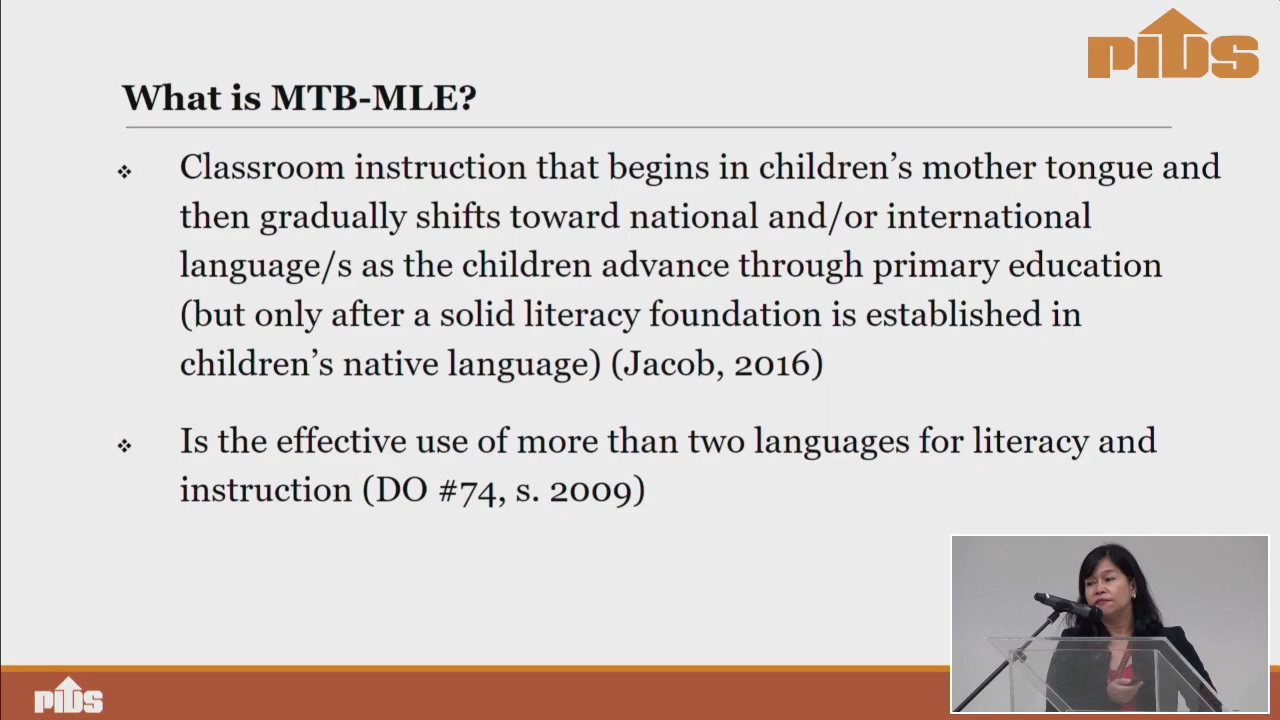 PIDS
What is MTB-MLE?
❖ Classroom instruction that begins in children’s mother tongue and
then gradually shifts toward national and/or international
language/s as the children advance through primary education
(but only after a solid literacy foundation is established in
children’s native language) (Jacob, 2016)
❖ Is the effective use of more than two languages for literacy and
instruction (DO #74, s. 2009)
PIDS